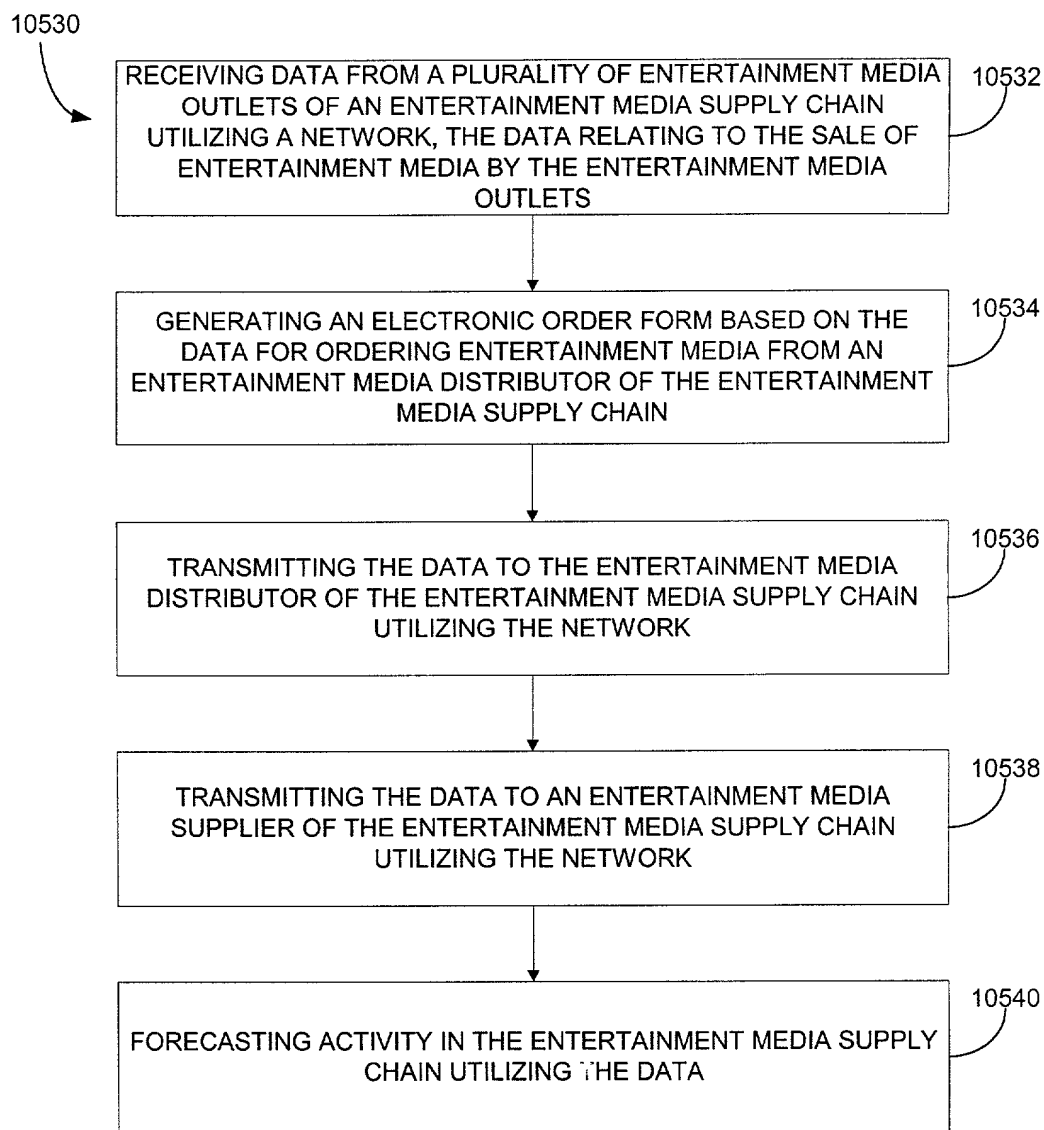 10530
RECEIVING DATA FROM A PLURALITY OF ENTERTAINMENT MEDIA
OUTLETS OF AN ENTERTAINMENT MEDIA SUPPLY CHAIN
UTILIZING A NETWORK, THE DATA RELATING TO THE SALE OF
ENTERTAINMENT MEDIA BY THE ENTERTAINMENT MEDIA
OUTLETS
10532
GENERATING AN ELECTRONIC ORDER FORM BASED ON THE
DATA FOR ORDERING ENTERTAINMENT MEDIA FROM AN
ENTERTAINMENT MEDIA DISTRIBUTOR OF THE ENTERTAINMENT
MEDIA SUPPLY CHAIN
10534
TRANSMITTING THE DATA TO THE ENTERTAINMENT MEDIA
DISTRIBUTOR OF THE ENTERTAINMENT MEDIA SUPPLY CHAIN
UTILIZING THE NETWORK
10536
TRANSMITTING THE DATA TO AN ENTERTAINMENT MEDIA
SUPPLIER OF THE ENTERTAINMENT MEDIA SUPPLY CHAIN
UTILIZING THE NETWORK
10538
FORECASTING ACTIVITY IN THE ENTERTAINMENT MEDIA SUPPLY
CHAIN UTILIZING THE DATA
10540